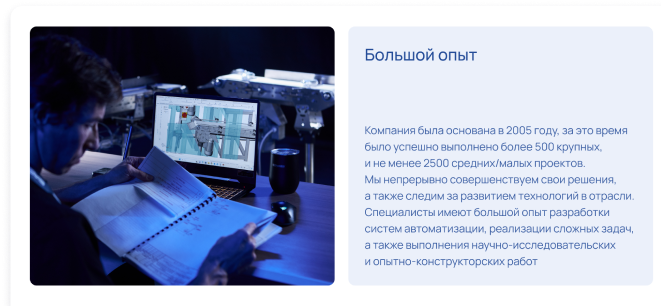 Большой опыт
Компания была основана в 2005 году, за это время
было успешно выполнено более 500 крупных,
и не менее 2500 средних/малых проектов.
Мы непрерывно совершенствуем свои решения,
а также следим за развитием технологий в отрасли.
Специалисты имеют большой опыт разработки
систем автоматизации, реализации сложных задач,
а также выполнения научно-исследовательских
и опытно-конструкторских работ